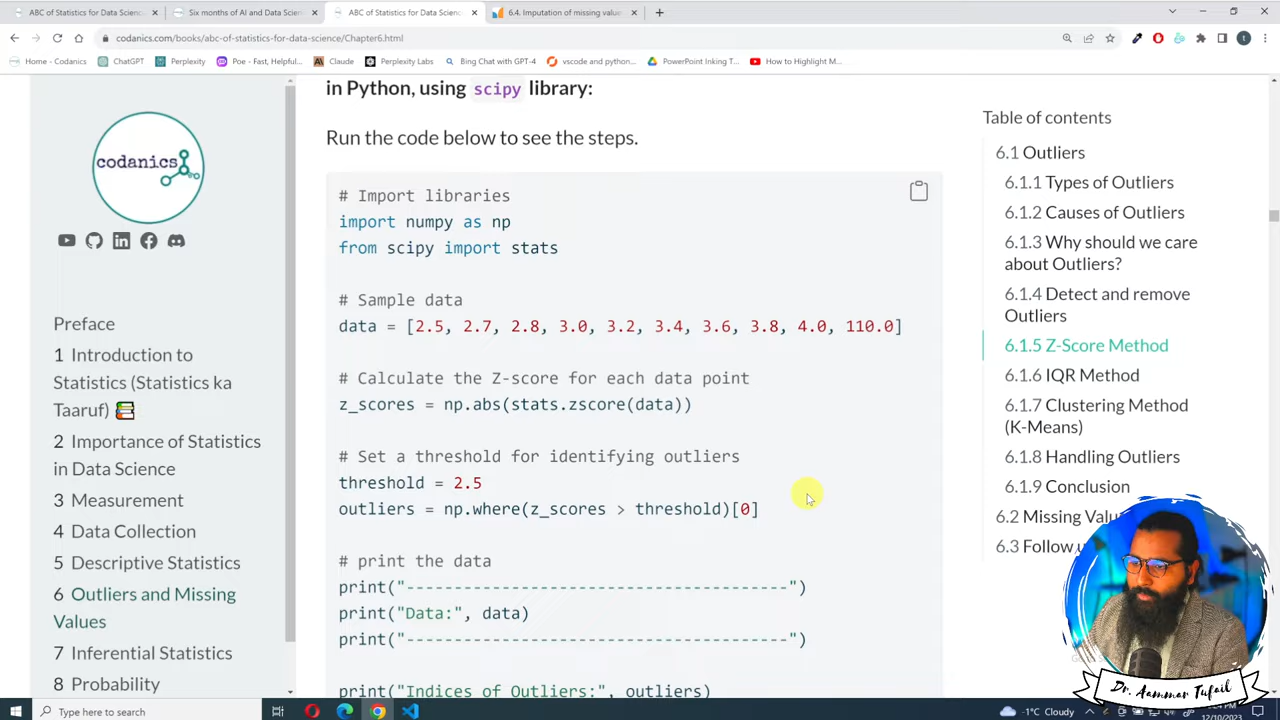 ABC of Statistics for Data Scienc
Six months of AI and Data Scien
ABC of Statistics for Data Scienc
6.4. Imputation of missing value
codanics.com/books/abc-of-statistics-for-data-science/Chapter6.html
Home - Codanics
ChatGPT
Perplexity
Poe - Fast, Helpful...
Claude
Perplexity Labs
Bing Chat with GPT-4
vscode and python...
PowerPoint Inking T...
How to Highlight M...
codanics
Preface
1 Introduction to
Statistics (Statistics ka
Taaruf)
2 Importance of Statistics
in Data Science
3 Measurement
4 Data Collection
5 Descriptive Statistics
6 Outliers and Missing
Values
7 Inferential Statistics
8 Probability
in Python, using scipy library:
Run the code below to see the steps.
# Import libraries
import numpy as np
from scipy import stats
# Sample data
data = [2.5, 2.7, 2.8, 3.0, 3.2, 3.4, 3.6, 3.8, 4.0, 110.0]
# Calculate the Z-score for each data point
z_scores = np.abs(stats.zscore(data))
# Set a threshold for identifying outliers
threshold = 2.5
outliers = np.where(z_scores > threshold)[0]
# print the data
print("----------------------------------------")
print("Data:", data)
print("----------------------------------------")
print("Indices of Outliers:", outliers)
Table of contents
6.1 Outliers
6.1.1 Types of Outliers
6.1.2 Causes of Outliers
6.1.3 Why should we care
about Outliers?
6.1.4 Detect and remove
Outliers
6.1.5 Z-Score Method
6.1.6 IQR Method
6.1.7 Clustering Method
(K-Means)
6.1.8 Handling Outliers
6.1.9 Conclusion
6.2 Missing Valu
6.3 Follow
Dr. Aammar Tufail
Type here to search
-1°C Cloudy
12/10/2023